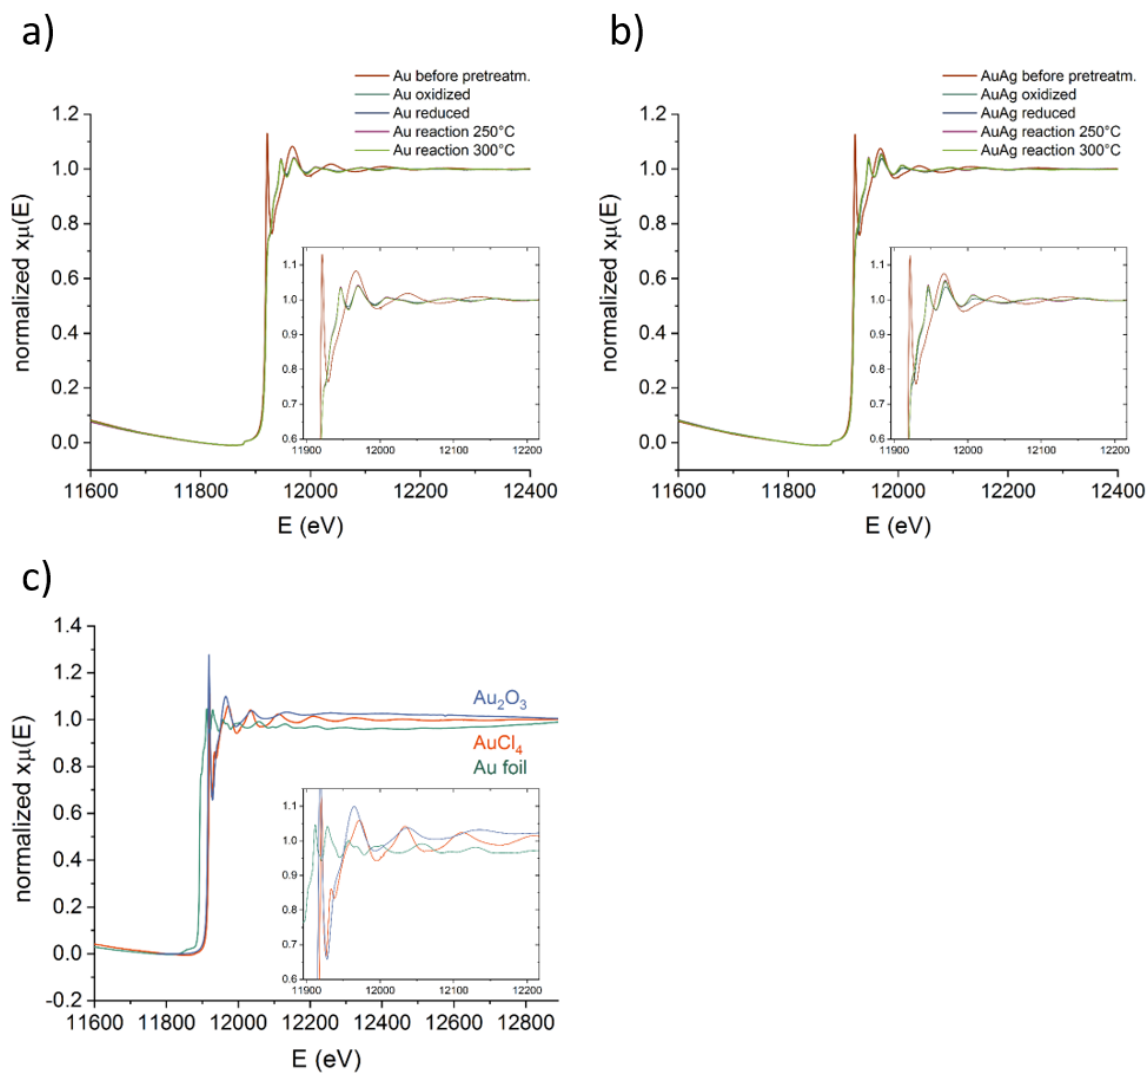 a)
Au before pretreatm.
Au oxidized
Au reduced
Au reaction 250°C
Au reaction 300°C
1.2
1.0
0.8
0.6
0.4
0.2
0.0
normalized xμ(E)
1.1
1.0
0.9
0.8
0.7
0.6
11900 12000 12100 12200
11600 11800 12000 12200 12400
E (eV)
b)
AuAg before pretreatm.
AuAg oxidized
AuAg reduced
AuAg reaction 250°C
AuAg reaction 300°C
1.2
1.0
0.8
0.6
0.4
0.2
0.0
normalized xμ(E)
1.1
1.0
0.9
0.8
0.7
0.6
11900 12000 12100 12200
11600 11800 12000 12200 12400
E (eV)
c)
1.4
1.2
1.0
0.8
0.6
0.4
0.2
0.0
-0.2
normalized xμ(E)
Au₂O₃
AuCl₄
Au foil
1.1
1.0
0.9
0.8
0.7
0.6
11900 12000 12100 12200
11600 11800 12000 12200 12400 12600 12800
E (eV)